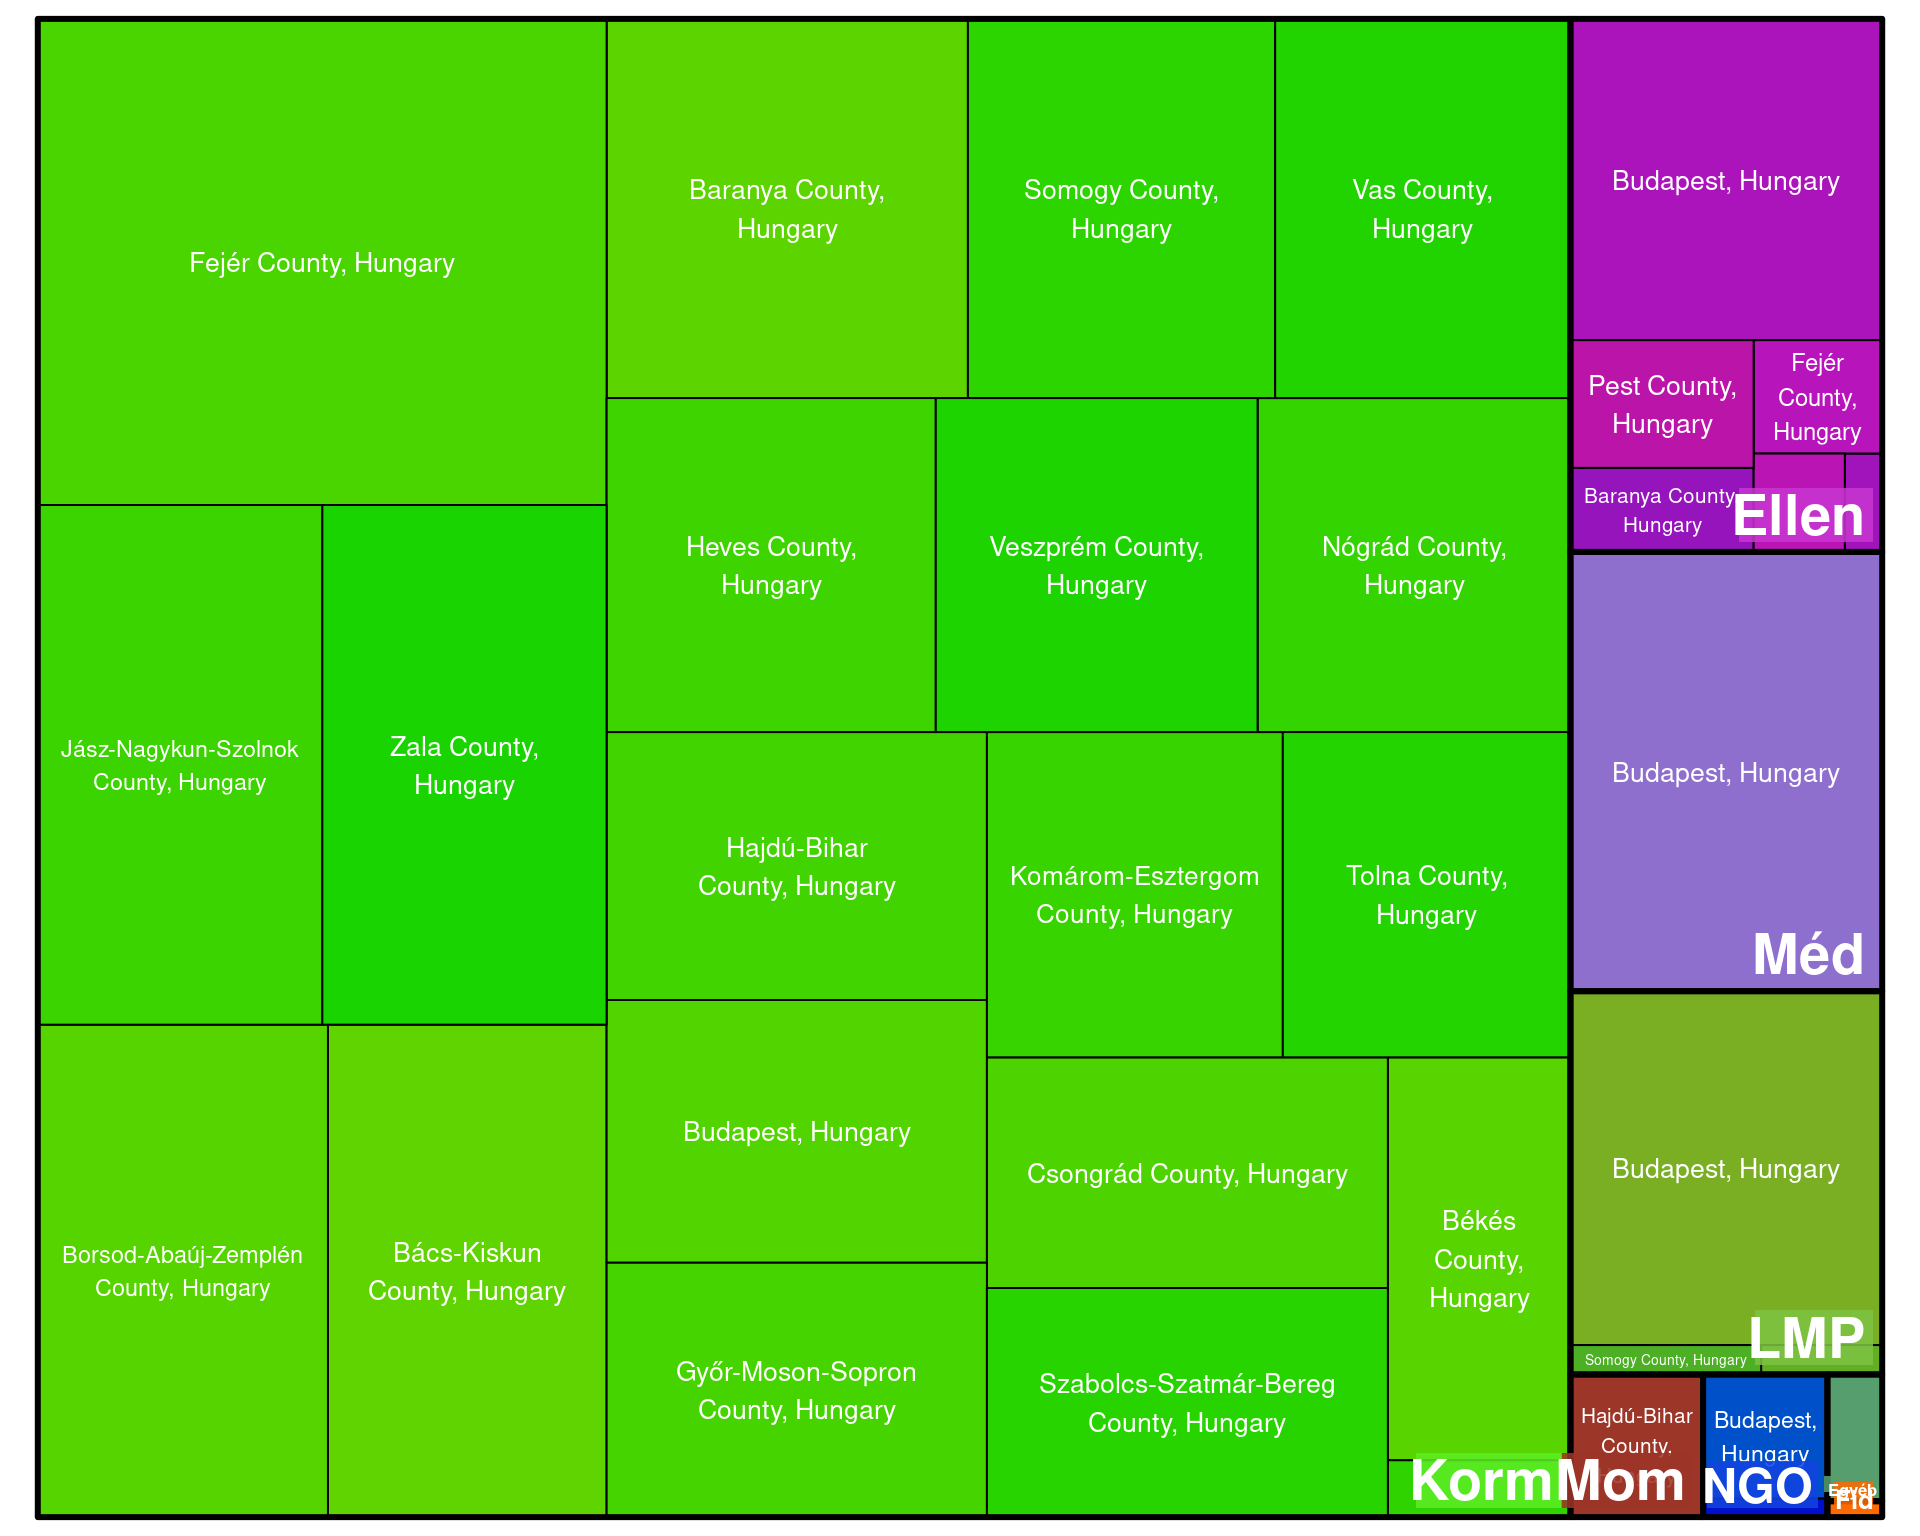 Fejér County, Hungary
Baranya County,
Hungary
Somogy County,
Hungary
Vas County,
Hungary
Jász-Nagykun-Szolnok
County, Hungary
Zala County,
Hungary
Heves County,
Hungary
Veszprém County,
Hungary
Nógrád County,
Hungary
Hajdú-Bihar
County, Hungary
Komárom-Esztergom
County, Hungary
Tolna County,
Hungary
Borsod-Abaúj-Zemplén
County, Hungary
Bács-Kiskun
County, Hungary
Budapest, Hungary
Csongrád County, Hungary
Békés
County,
Hungary
Győr-Moson-Sopron
County, Hungary
Szabolcs-Szatmár-Bereg
County, Hungary
Korm
Budapest, Hungary
Pest County,
Hungary
Fejér
County,
Hungary
Baranya County
Hungary
Ellen
Budapest, Hungary
Méd
Budapest, Hungary
Somogy County, Hungary
LMP
Hajdú-Bihar
County.
Mom
Budapest,
Hungary
NGO
Egyéb
Fid